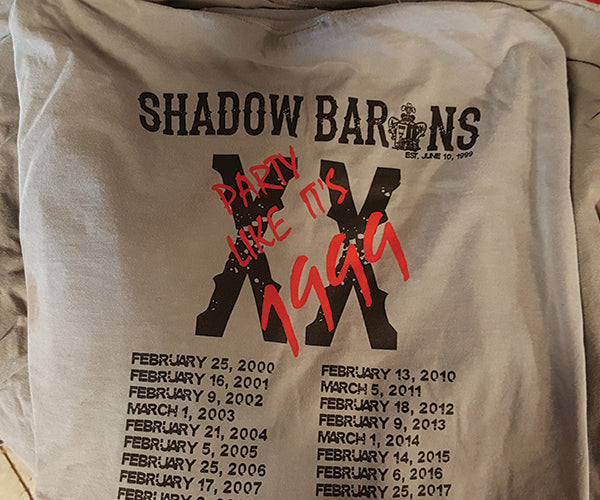 SHADOW BARONS
EST. JUNE 10, 1999
XX
PARTY
LIKE IT'S
1999
FEBRUARY 25, 2000
FEBRUARY 16, 2001
FEBRUARY 9, 2002
MARCH 1, 2003
FEBRUARY 21, 2004
FEBRUARY 5, 2005
FEBRUARY 25, 2006
FEBRUARY 17, 2007
FEBRUARY 13, 2010
MARCH 5, 2011
FEBRUARY 18, 2012
FEBRUARY 9, 2013
MARCH 1, 2014
FEBRUARY 14, 2015
FEBRUARY 6, 2016
FEBRUARY 25, 2017